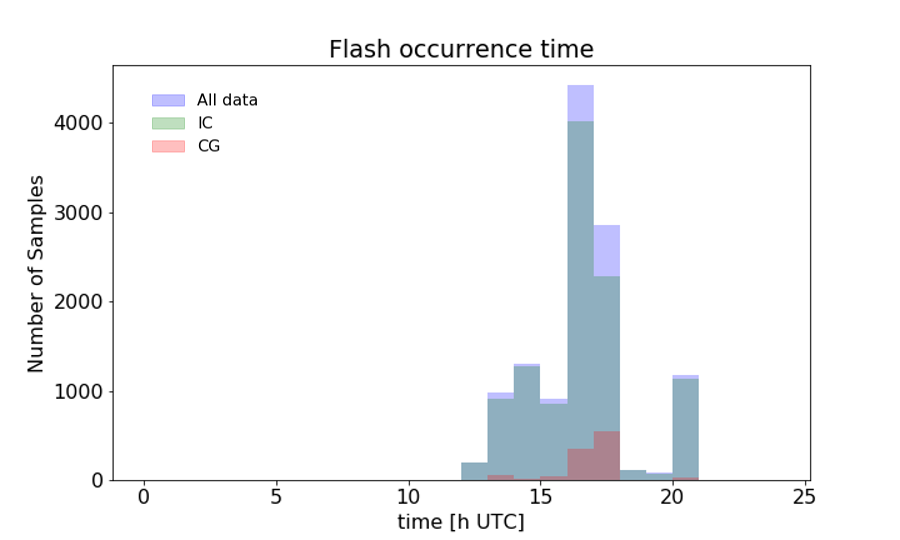 Flash occurrence time
All data
IC
CG
Number of Samples
4000
3000
2000
1000
0
0 5 10 15 20 25
time [h UTC]